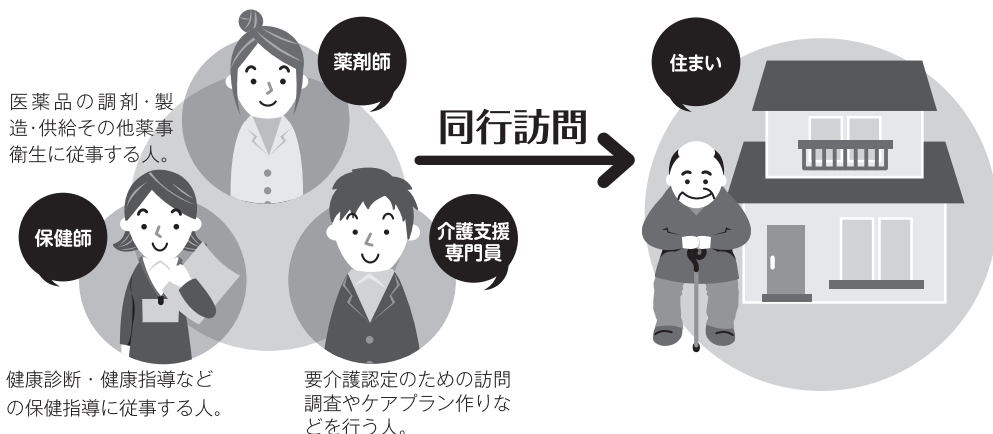 薬剤師
医薬品の調剤・製
造・供給その他薬事
衛生に従事する人。
保健師
健康診断・健康指導など
の保健指導に従事する人。
介護支援
専門員
要介護認定のための訪問
調査やケアプラン作りな
どを行う人。
同行訪問
住まい